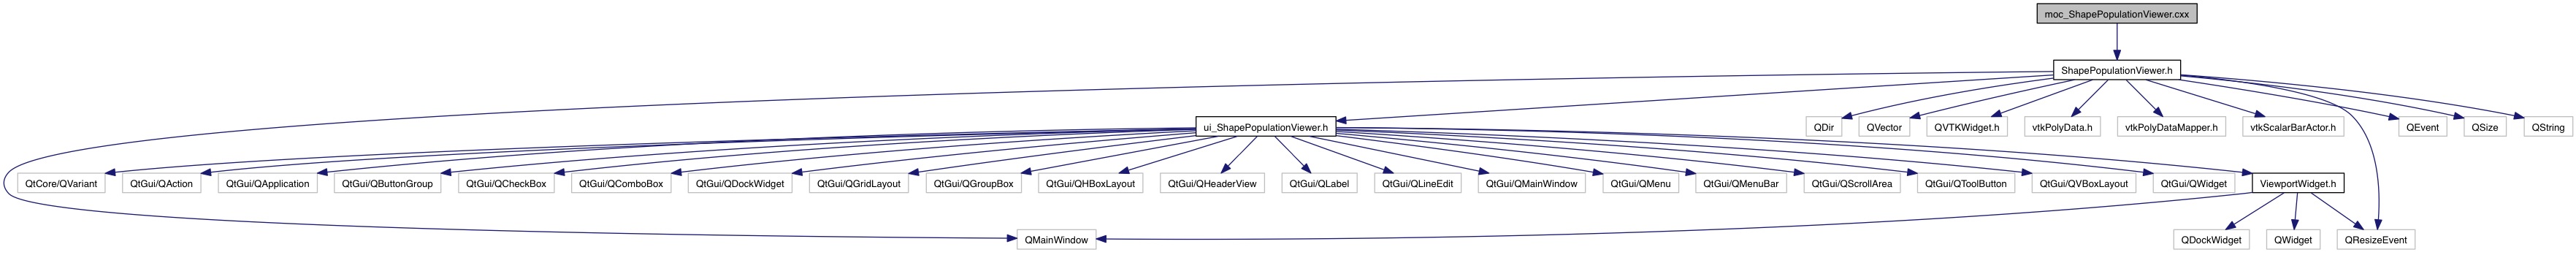 moc_ShapePopulationViewer.cxx
ShapePopulationViewer.h
ui_ShapePopulationViewer.h
QDir
QVector
QVTKWidget.h
vtkPolyData.h
vtkPolyDataMapper.h
vtkScalarBarActor.h
QEvent
QSize
QString
QtCore/QVariant
QtGui/QAction
QtGui/QApplication
QtGui/QButtonGroup
QtGui/QCheckBox
QtGui/QComboBox
QtGui/QDockWidget
QtGui/QGridLayout
QtGui/QGroupBox
QtGui/QHBoxLayout
QtGui/QHeaderView
QtGui/QLabel
QtGui/QLineEdit
QtGui/QMainWindow
QtGui/QMenu
QtGui/QMenuBar
QtGui/QScrollArea
QtGui/QToolButton
QtGui/QVBoxLayout
QtGui/QWidget
ViewportWidget.h
QMainWindow
QDockWidget
QWidget
QResizeEvent